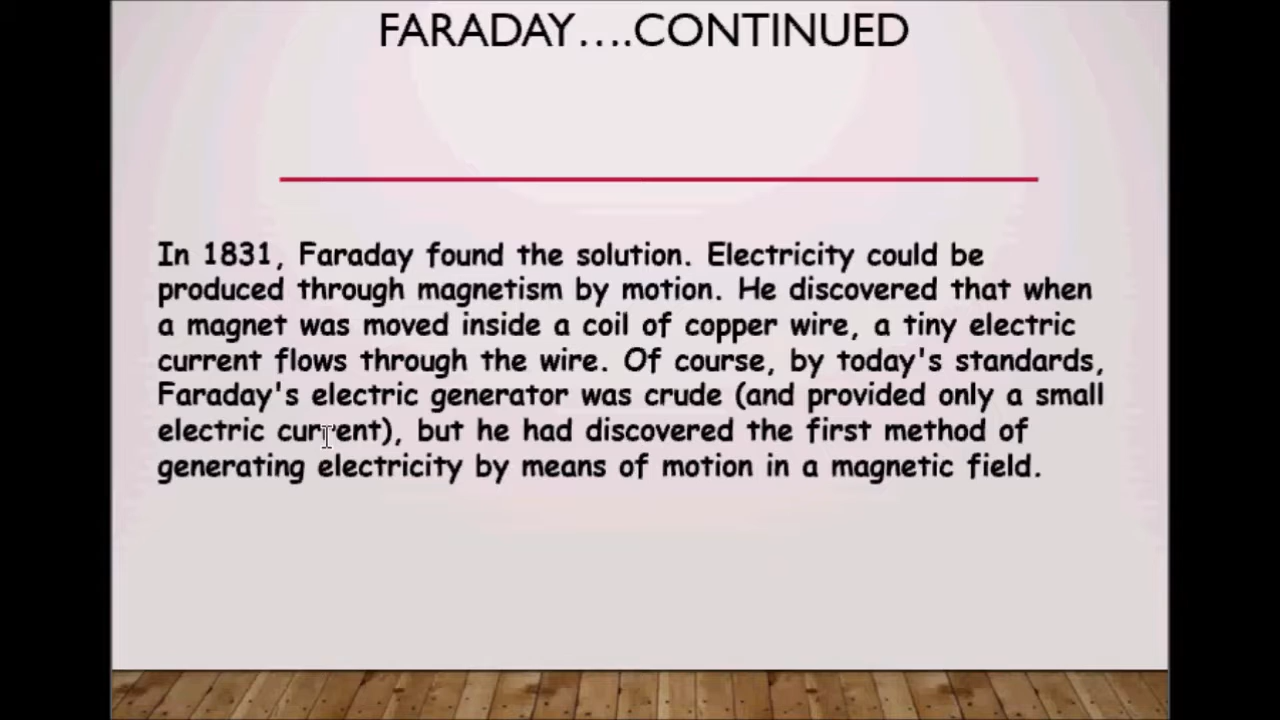 FARADAY….CONTINUED
In 1831, Faraday found the solution. Electricity could be
produced through magnetism by motion. He discovered that when
a magnet was moved inside a coil of copper wire, a tiny electric
current flows through the wire. Of course, by today's standards,
Faraday's electric generator was crude (and provided only a small
electric current), but he had discovered the first method of
generating electricity by means of motion in a magnetic field.